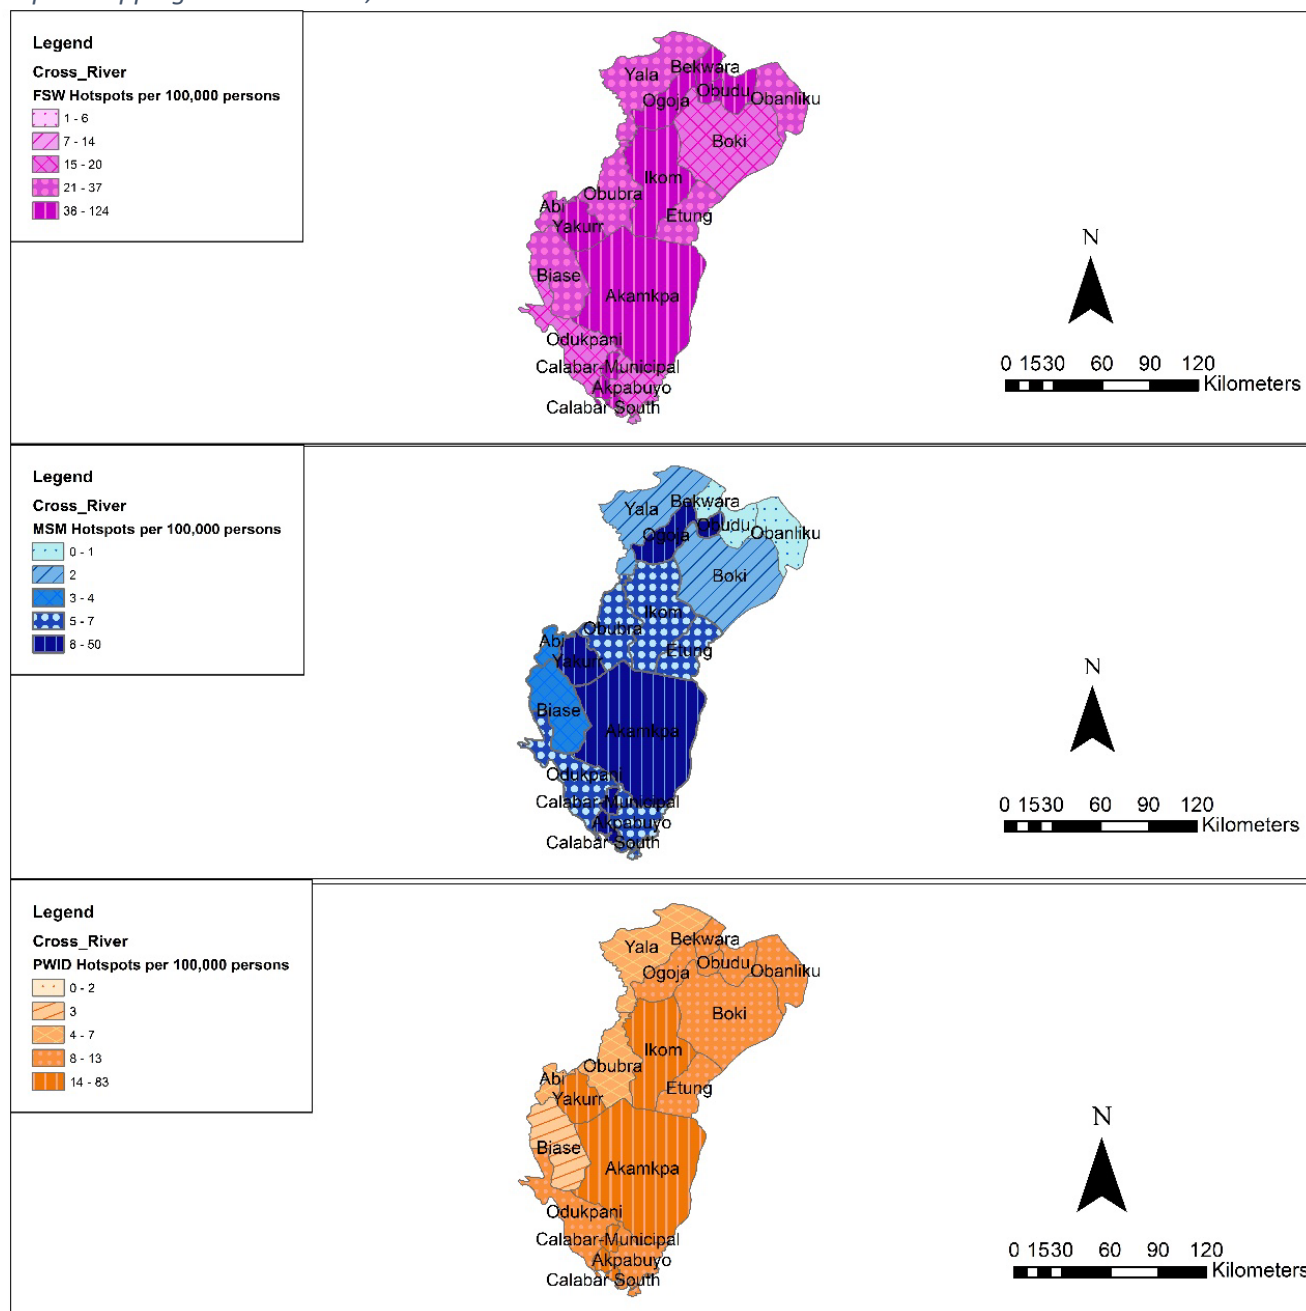 Legend
Cross_River
FSW Hotspots per 100,000 persons
1 - 6
7 - 14
15 - 20
21 - 37
38 - 124
Yala
Bekwara
Obudu
Obanliku
Ogoja
Boki
Ikom
Obubra
Abi
Etung
Yakurr
Biase
Akamkpa
Odukpani
Calabar-Municipal
Akpabuyo
Calabar South
N
0 1530 60 90 120
Kilometers
Legend
Cross_River
MSM Hotspots per 100,000 persons
0 - 1
2
3 - 4
5 - 7
8 - 50
Yala
Bekwara
Obudu
Obanliku
Ogoja
Boki
Ikom
Obubra
Abi
Etung
Yakurr
Biase
Akamkpa
Odukpani
Calabar-Municipal
Akpabuyo
Calabar South
N
0 1530 60 90 120
Kilometers
Legend
Cross_River
PWID Hotspots per 100,000 persons
0 - 2
3
4 - 7
8 - 13
14 - 83
Yala
Bekwara
Obudu
Obanliku
Ogoja
Boki
Ikom
Obubra
Abi
Etung
Yakurr
Biase
Akamkpa
Odukpani
Calabar-Municipal
Akpabuyo
Calabar South
N
0 1530 60 90 120
Kilometers